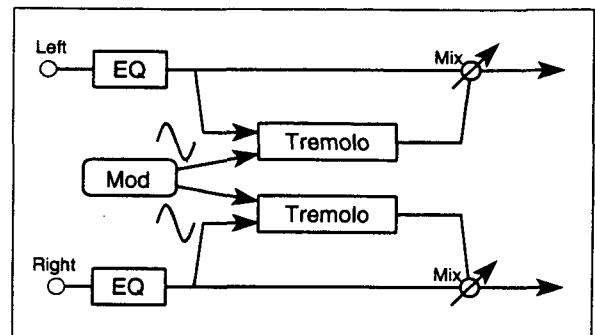 Left
EQ
Mix
Tremolo
Mod
Tremolo
Right
EQ
Mix